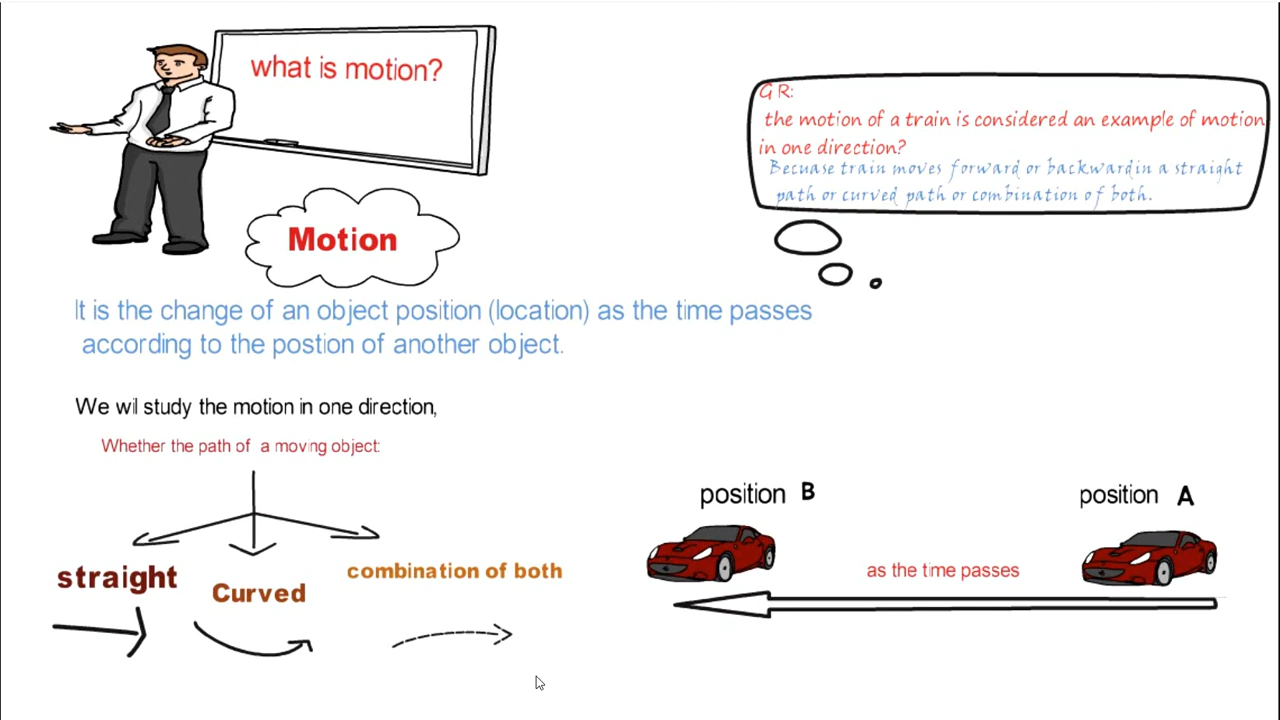 what is motion?
G R:
the motion of a train is considered an example of motion
in one direction?
Becuase train moves forward or backwardin a straight
path or curved path or combination of both.
Motion
It is the change of an object position (location) as the time passes
according to the postion of another object.
We wil study the motion in one direction,
Whether the path of a moving object:
straight
Curved
combination of both
position B
position A
as the time passes